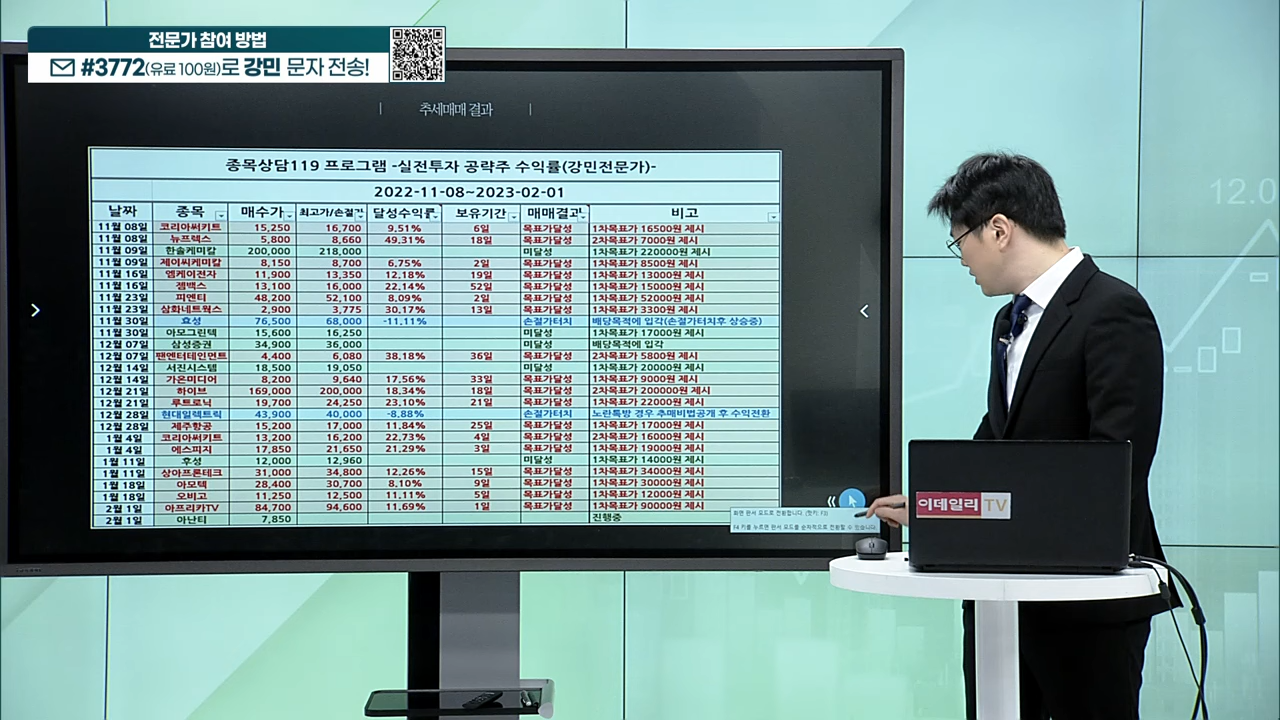 전문가 참여 방법
#3772(유료 100원)로 강민 문자 전송!
추세매매 결과
종목상담119 프로그램 -실전투자 공략주 수익률(강민전문가)-
2022-11-08~2023-02-01
날짜 종목 매수가 최고가/손절가 달성수익률 보유기간 매매결과 비고
11월 08일 코리아써키트 15,250 16,700 9.51% 6일 목표가달성 1차목표가 16500원 제시
11월 08일 뉴프렉스 5,800 8,660 49.31% 18일 목표가달성 2차목표가 7000원 제시
11월 09일 한솔케미칼 200,000 218,000 미달성 1차목표가 220000원 제시
11월 09일 제이씨케미칼 8,150 8,700 6.75% 2일 목표가달성 1차목표가 8500원 제시
11월 16일 엠케이전자 11,900 13,350 12.18% 19일 목표가달성 1차목표가 13000원 제시
11월 16일 젬백스 13,100 16,000 22.14% 52일 목표가달성 1차목표가 15000원 제시
11월 23일 피엔티 48,200 52,100 8.09% 2일 목표가달성 1차목표가 52000원 제시
11월 23일 삼화네트웍스 2,900 3,775 30.17% 13일 목표가달성 1차목표가 3300원 제시
11월 30일 효성 76,500 68,000 -11.11% 손절가터치 배당목적에 입각(손절가터치후 상승중)
11월 30일 아모그린텍 15,600 16,250 미달성 1차목표가 17000원 제시
12월 07일 삼성증권 34,900 36,000 미달성 배당목적에 입각
12월 07일 팬엔터테인먼트 4,400 6,080 38.18% 36일 목표가달성 2차목표가 5800원 제시
12월 14일 서진시스템 18,500 19,050 미달성 1차목표가 20000원 제시
12월 14일 가온미디어 8,200 9,640 17.56% 33일 목표가달성 1차목표가 9000원 제시
12월 21일 하이브 169,000 200,000 18.34% 18일 목표가달성 2차목표가 200000원 제시
12월 21일 루트로닉 19,700 24,250 23.10% 21일 목표가달성 1차목표가 22000원 제시
12월 28일 현대일렉트릭 43,900 40,000 -8.88% 손절가터치 노란톡방 경우 추매비법공개 후 수익전환
12월 28일 제주항공 15,200 17,000 11.84% 25일 목표가달성 1차목표가 17000원 제시
1월 4일 코리아써키트 13,200 16,200 22.73% 4일 목표가달성 2차목표가 16000원 제시
1월 4일 에스피지 17,850 21,650 21.29% 3일 목표가달성 1차목표가 19000원 제시
1월 11일 후성 12,000 12,960 미달성 1차목표가 14000원 제시
1월 11일 상아프론테크 31,000 34,800 12.26% 15일 목표가달성 1차목표가 34000원 제시
1월 18일 아모텍 28,400 30,700 8.10% 9일 목표가달성 1차목표가 30000원 제시
1월 18일 오비고 11,250 12,500 11.11% 5일 목표가달성 1차목표가 12000원 제시
2월 1일 아프리카TV 84,700 94,600 11.69% 1일 목표가달성 1차목표가 90000원 제시
2월 1일 아난티 7,850 진행중
화면 판서 모드로 전환합니다. (핫키: F3)
F4 키를 누르면 판서 모드를 순차적으로 전환할 수 있습니다.
이데일리 TV
12.0